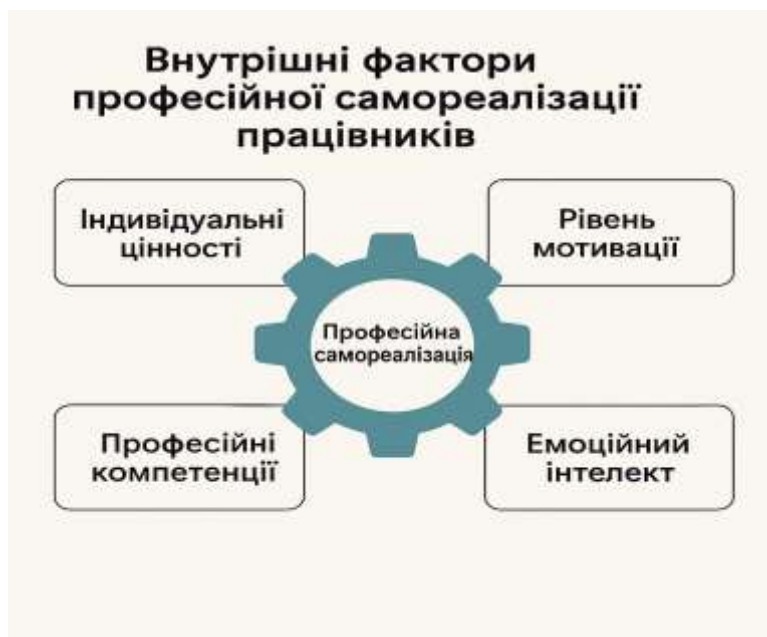 Внутрішні фактори
професійної самореалізації
працівників
Індивідуальні
цінності
Рівень
мотивації
Професійна
самореалізація
Професійні
компетенції
Емоційний
інтелект